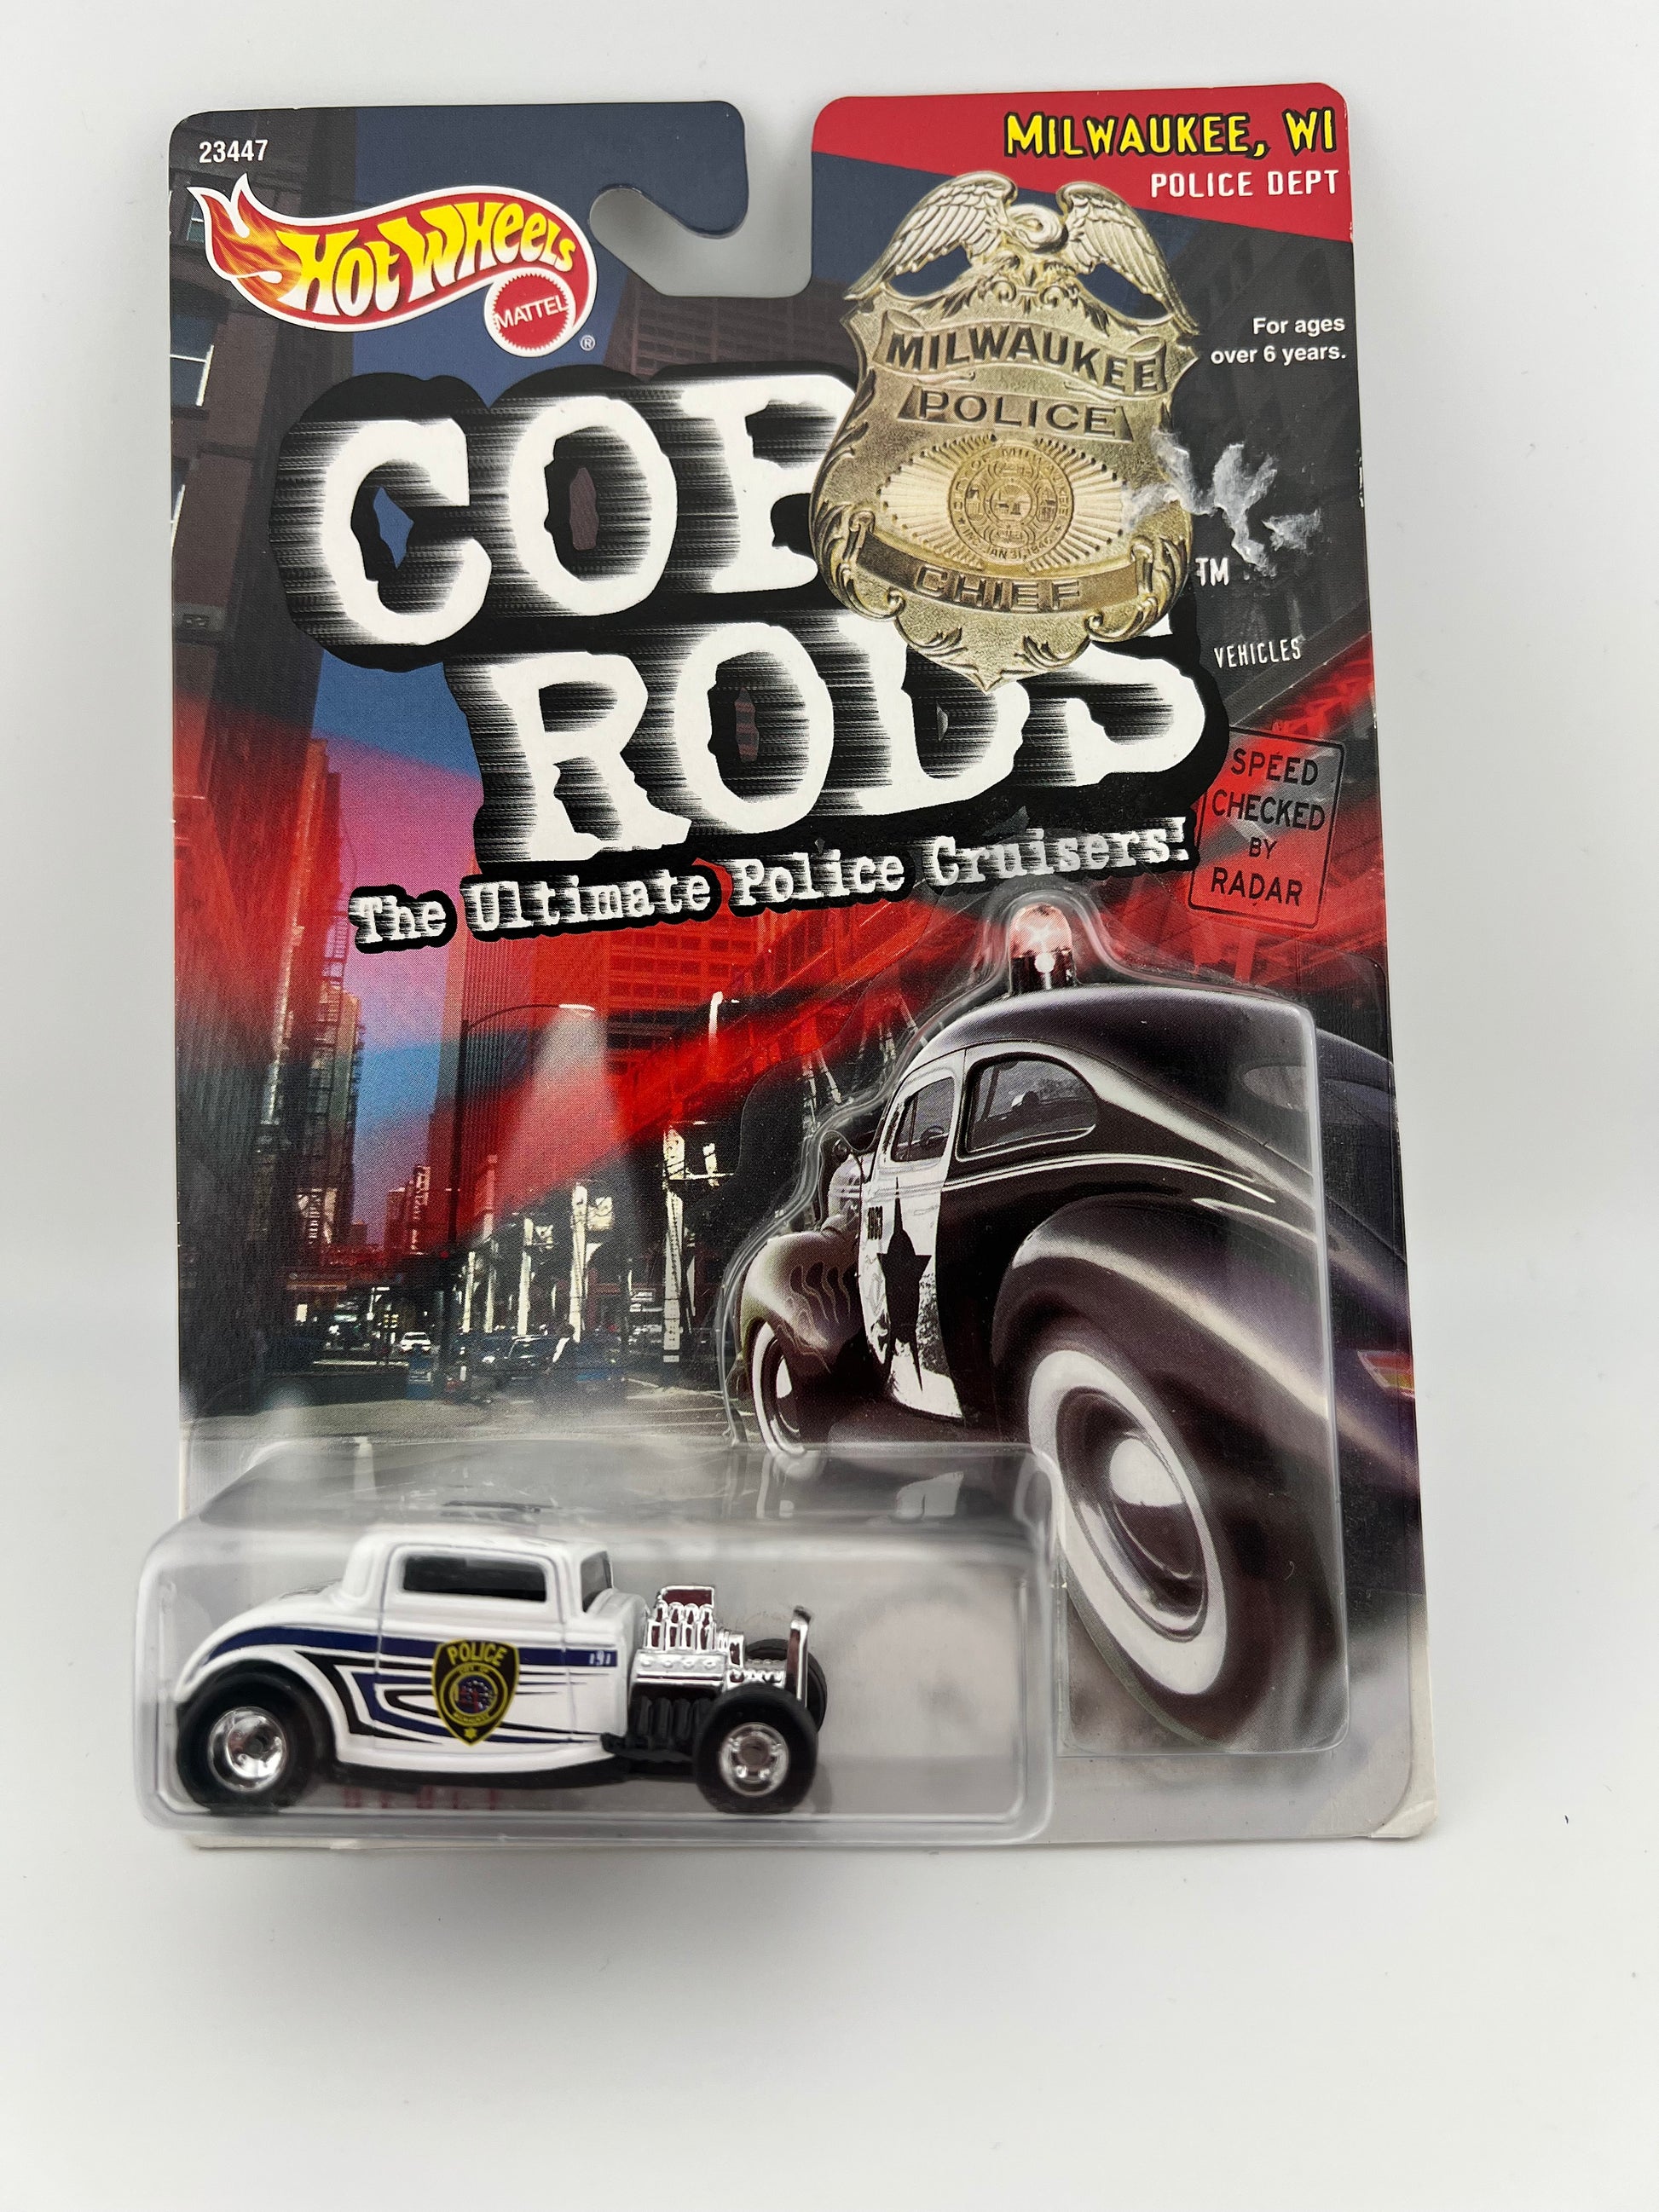 23447
MILWAUKEE, WI
POLICE DEPT
HOT WHEELS
MATTEL
®
For ages
over 6 years.
MILWAUKEE
POLICE
CHIEF
COP
TM
RODS
VEHICLES
The Ultimate Police Cruisers!
SPEED
CHECKED
BY
RADAR
POLICE